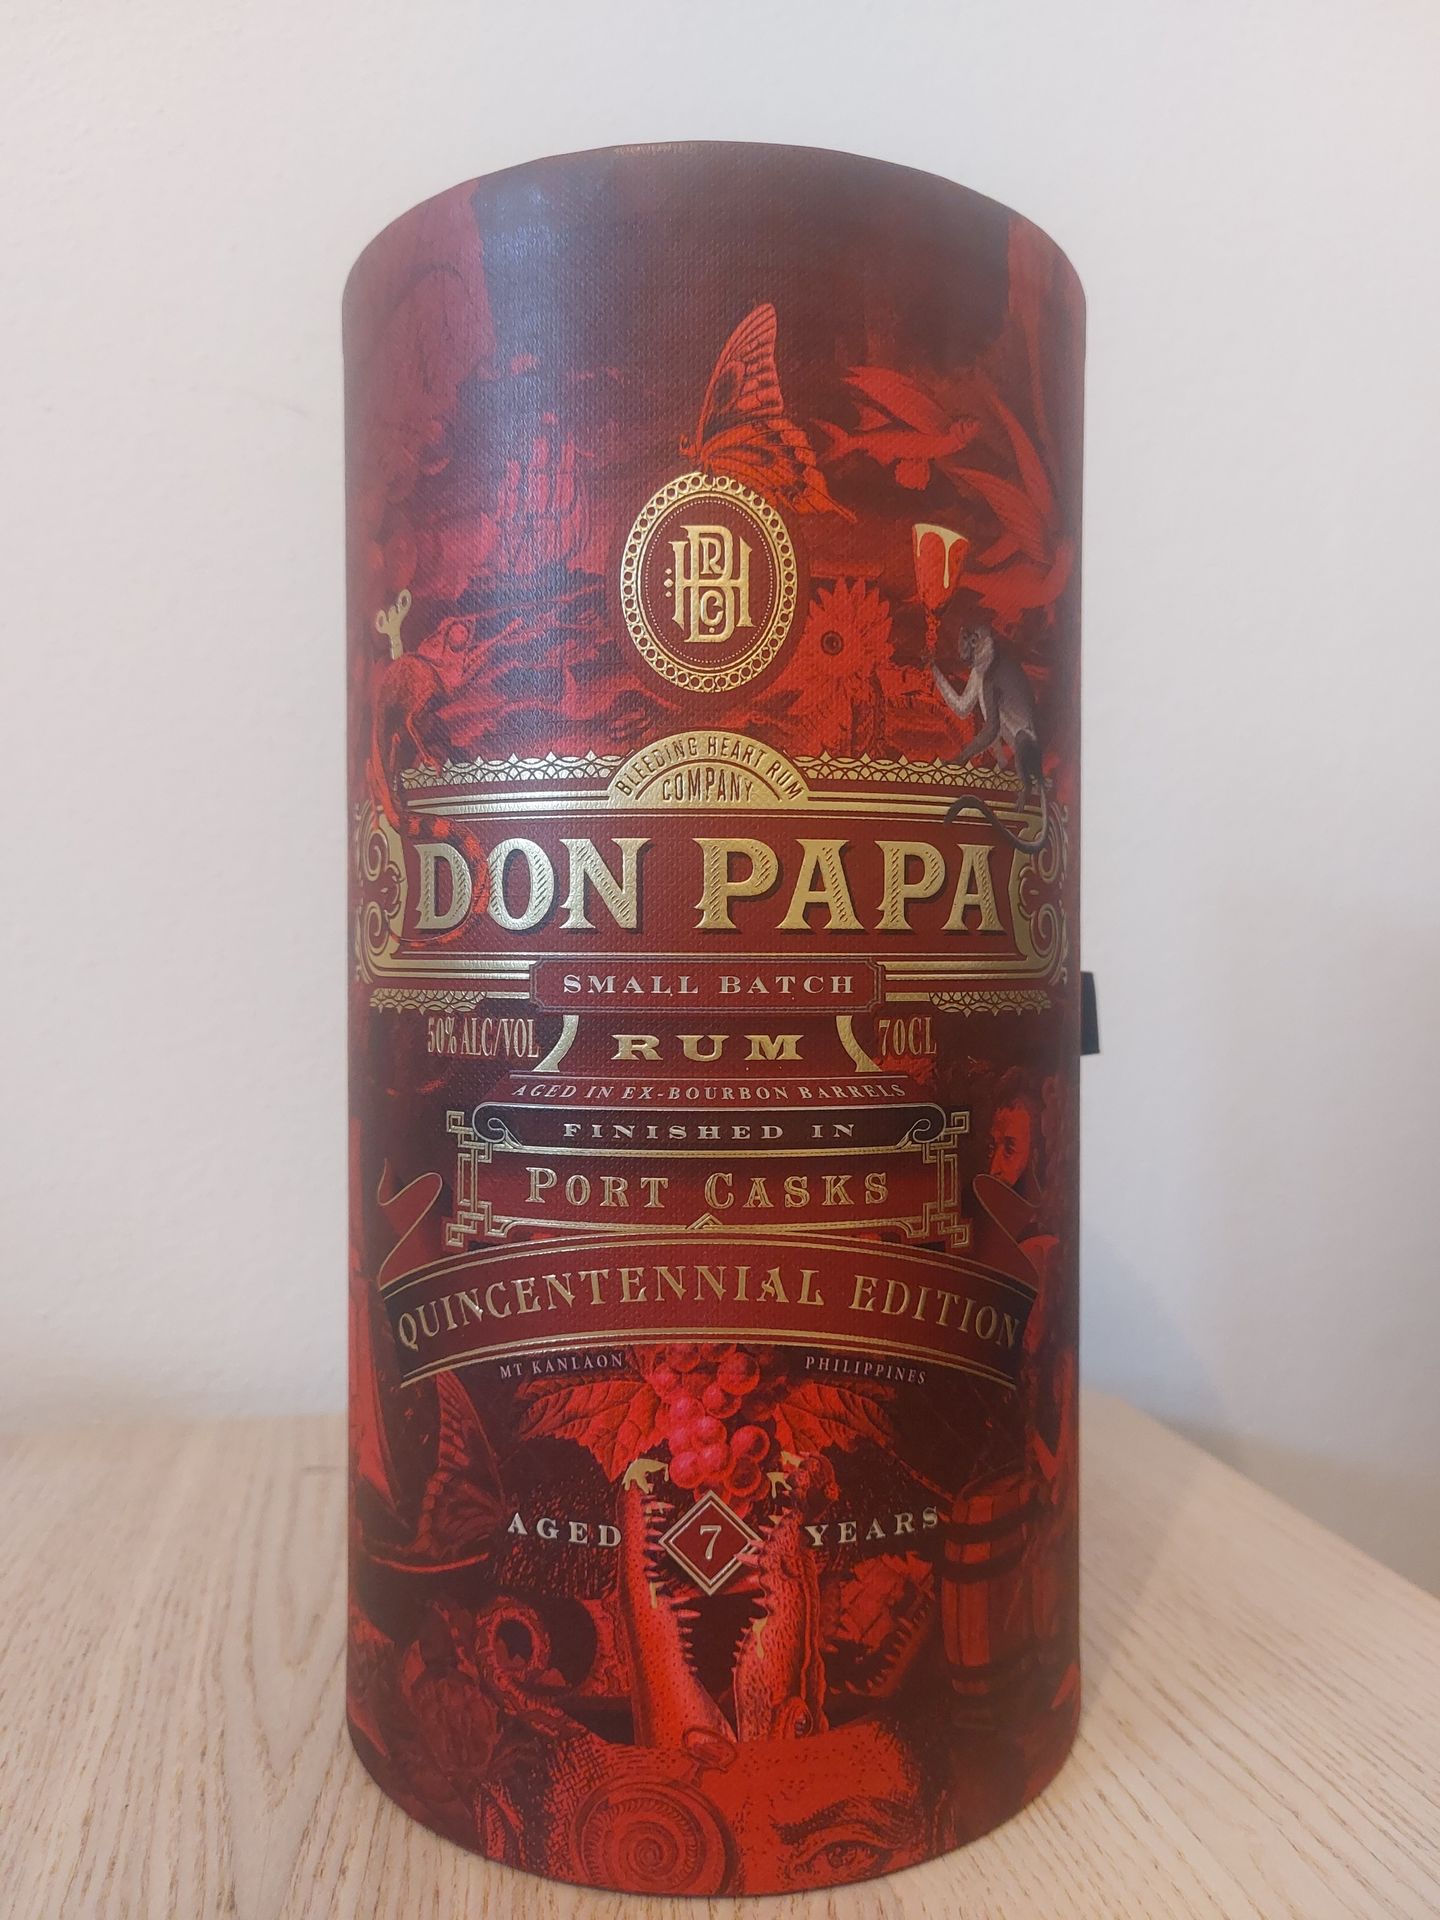 BHRC
BLEEDING HEART RUM
COMPANY
DON PAPA
SMALL BATCH
50% ALC/VOL RUM 70CL
AGED IN EX-BOURBON BARRELS
FINISHED IN
PORT CASKS
QUINCENTENNIAL EDITION
MT KANLAON PHILIPPINES
AGED 7 YEARS